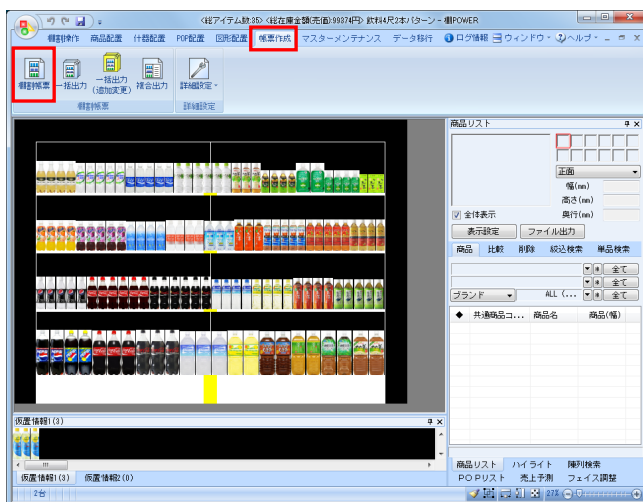 <総アイテム数:35> <総在庫金額(売価):99374円> 飲料4尺2本パターン - 棚POWER
棚割操作 商品配置 什器配置 POP配置 図形配置 帳票作成 マスターメンテナンス データ移行 ログ情報 ウィンドウ ヘルプ
棚割帳票 一括出力 一括出力(追加変更) 複合出力 詳細設定
棚割帳票 詳細設定
商品リスト
正面
幅(mm)
高さ(mm)
全体表示 奥行(mm)
表示設定 ファイル出力
商品 比較 削除 絞込検索 単品検索
* 全て
* 全て
ブランド ALL (... * 全て
◆ 共通商品コ... 商品名 商品(幅)
仮置情報1(3)
仮置情報1(3) 仮置情報2(0)
商品リスト ハイライト 陳列検索
POPリスト 売上予測 フェイス調整
2台 27%